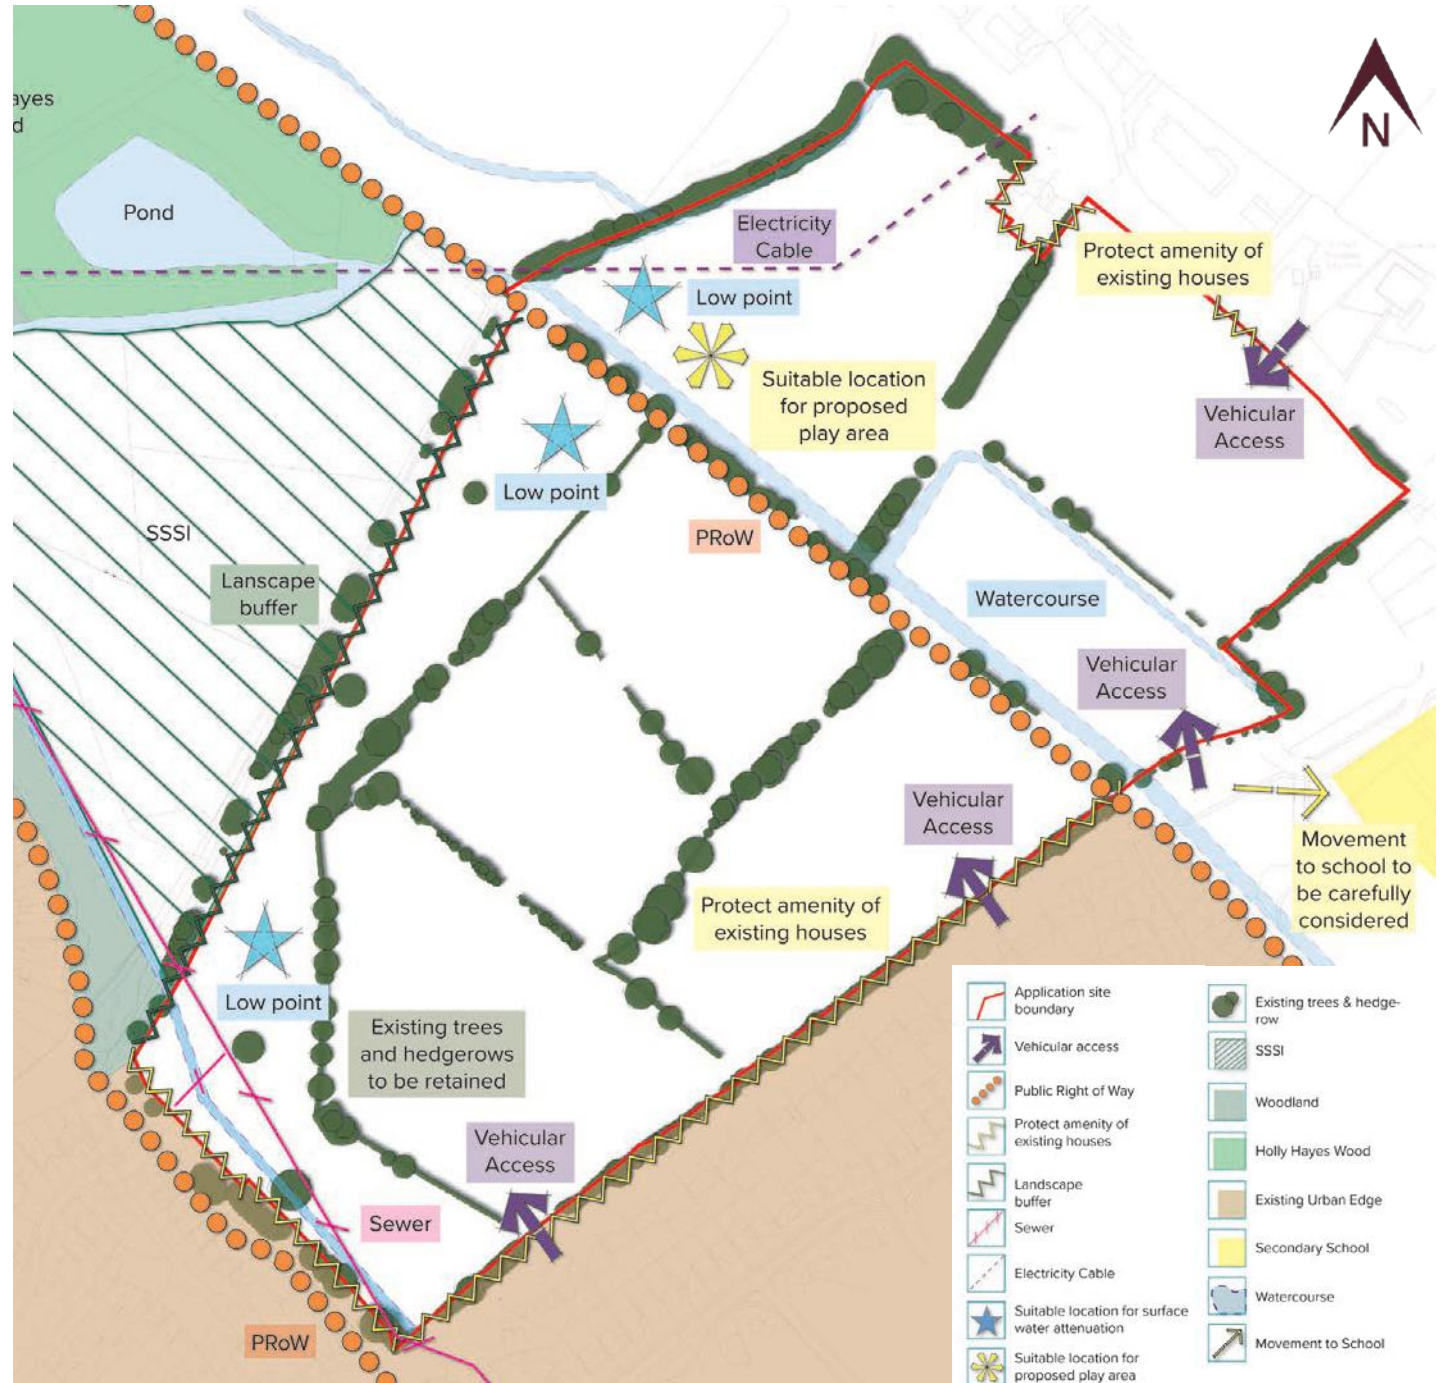 ayes
d
N
Pond
Electricity
Cable
Protect amenity of
existing houses
Low point
Suitable location
for proposed
play area
Vehicular
Access
Low point
SSSI
PRoW
Lanscape
buffer
Watercourse
Vehicular
Access
Vehicular
Access
Movement
to school to
be carefully
considered
Protect amenity of
existing houses
Low point
Existing trees
and hedgerows
to be retained
Vehicular
Access
Sewer
PRoW
Application site
boundary
Vehicular access
Public Right of Way
Protect amenity of
existing houses
Landscape
buffer
Sewer
Electricity Cable
Suitable location for surface
water attenuation
Suitable location for
proposed play area
Existing trees & hedge-
row
SSSI
Woodland
Holly Hayes Wood
Existing Urban Edge
Secondary School
Watercourse
Movement to School